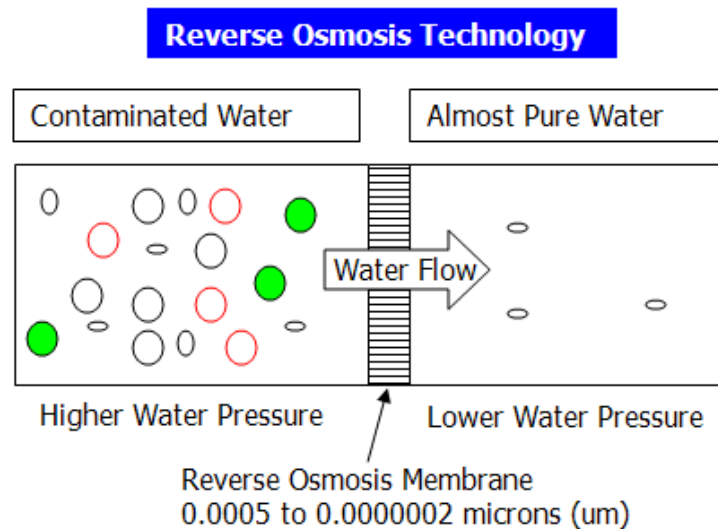 Reverse Osmosis Technology
Contaminated Water
Almost Pure Water
Water Flow
Higher Water Pressure
Lower Water Pressure
Reverse Osmosis Membrane
0.0005 to 0.0000002 microns (um)